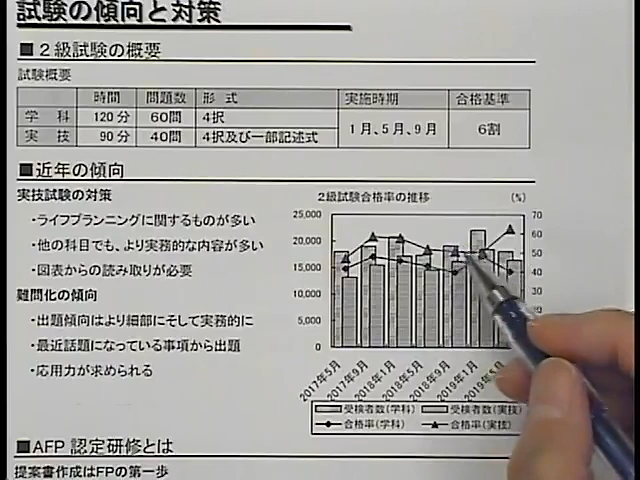 試験の傾向と対策
■2級試験の概要
試験概要
時間 問題数 形 式 実施時期 合格基準
学 科 120分 60問 4択 1月、5月、9月 6割
実 技 90分 40問 4択及び一部記述式
■近年の傾向
実技試験の対策
・ライフプランニングに関するものが多い
・他の科目でも、より実務的な内容が多い
・図表からの読み取りが必要
難問化の傾向
・出題傾向はより細部にそして実務的に
・最近話題になっている事項から出題
・応用力が求められる
2級試験合格率の推移 (%)
25,000 70
20,000 60
15,000 50
10,000 40
5,000 30
0 20
2017年5月 2017年9月 2018年1月 2018年5月 2018年9月 2019年1月 2019年5月
受検者数(学科) 受検者数(実技)
合格率(学科) 合格率(実技)
■AFP 認定研修とは
提案書作成はFPの第一歩